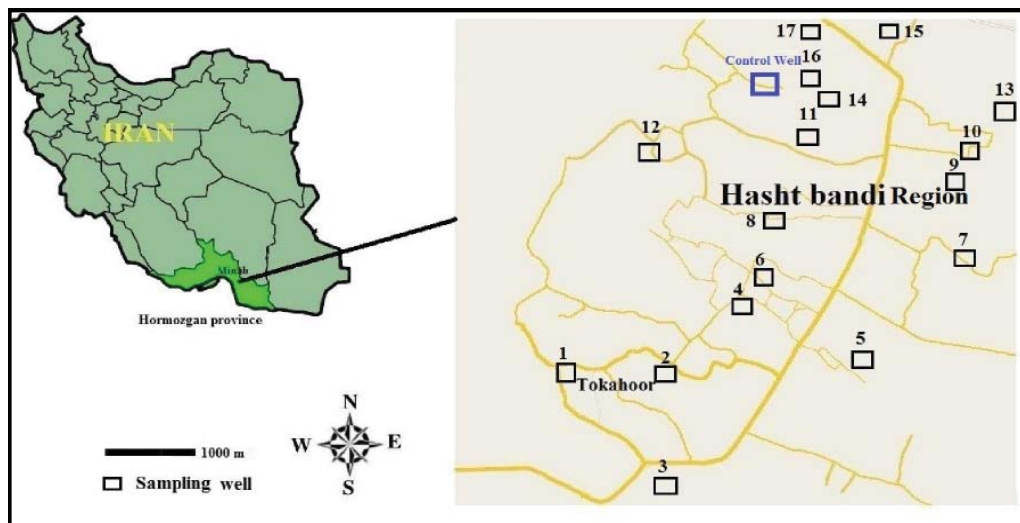 IRAN
Minab
Hormozgan province
N
W E
S
1000 m
Sampling well
17
15
Control Well
16
14
13
11
12
10
9
Hasht bandi Region
8
7
6
4
5
1
2
Tokahoor
3